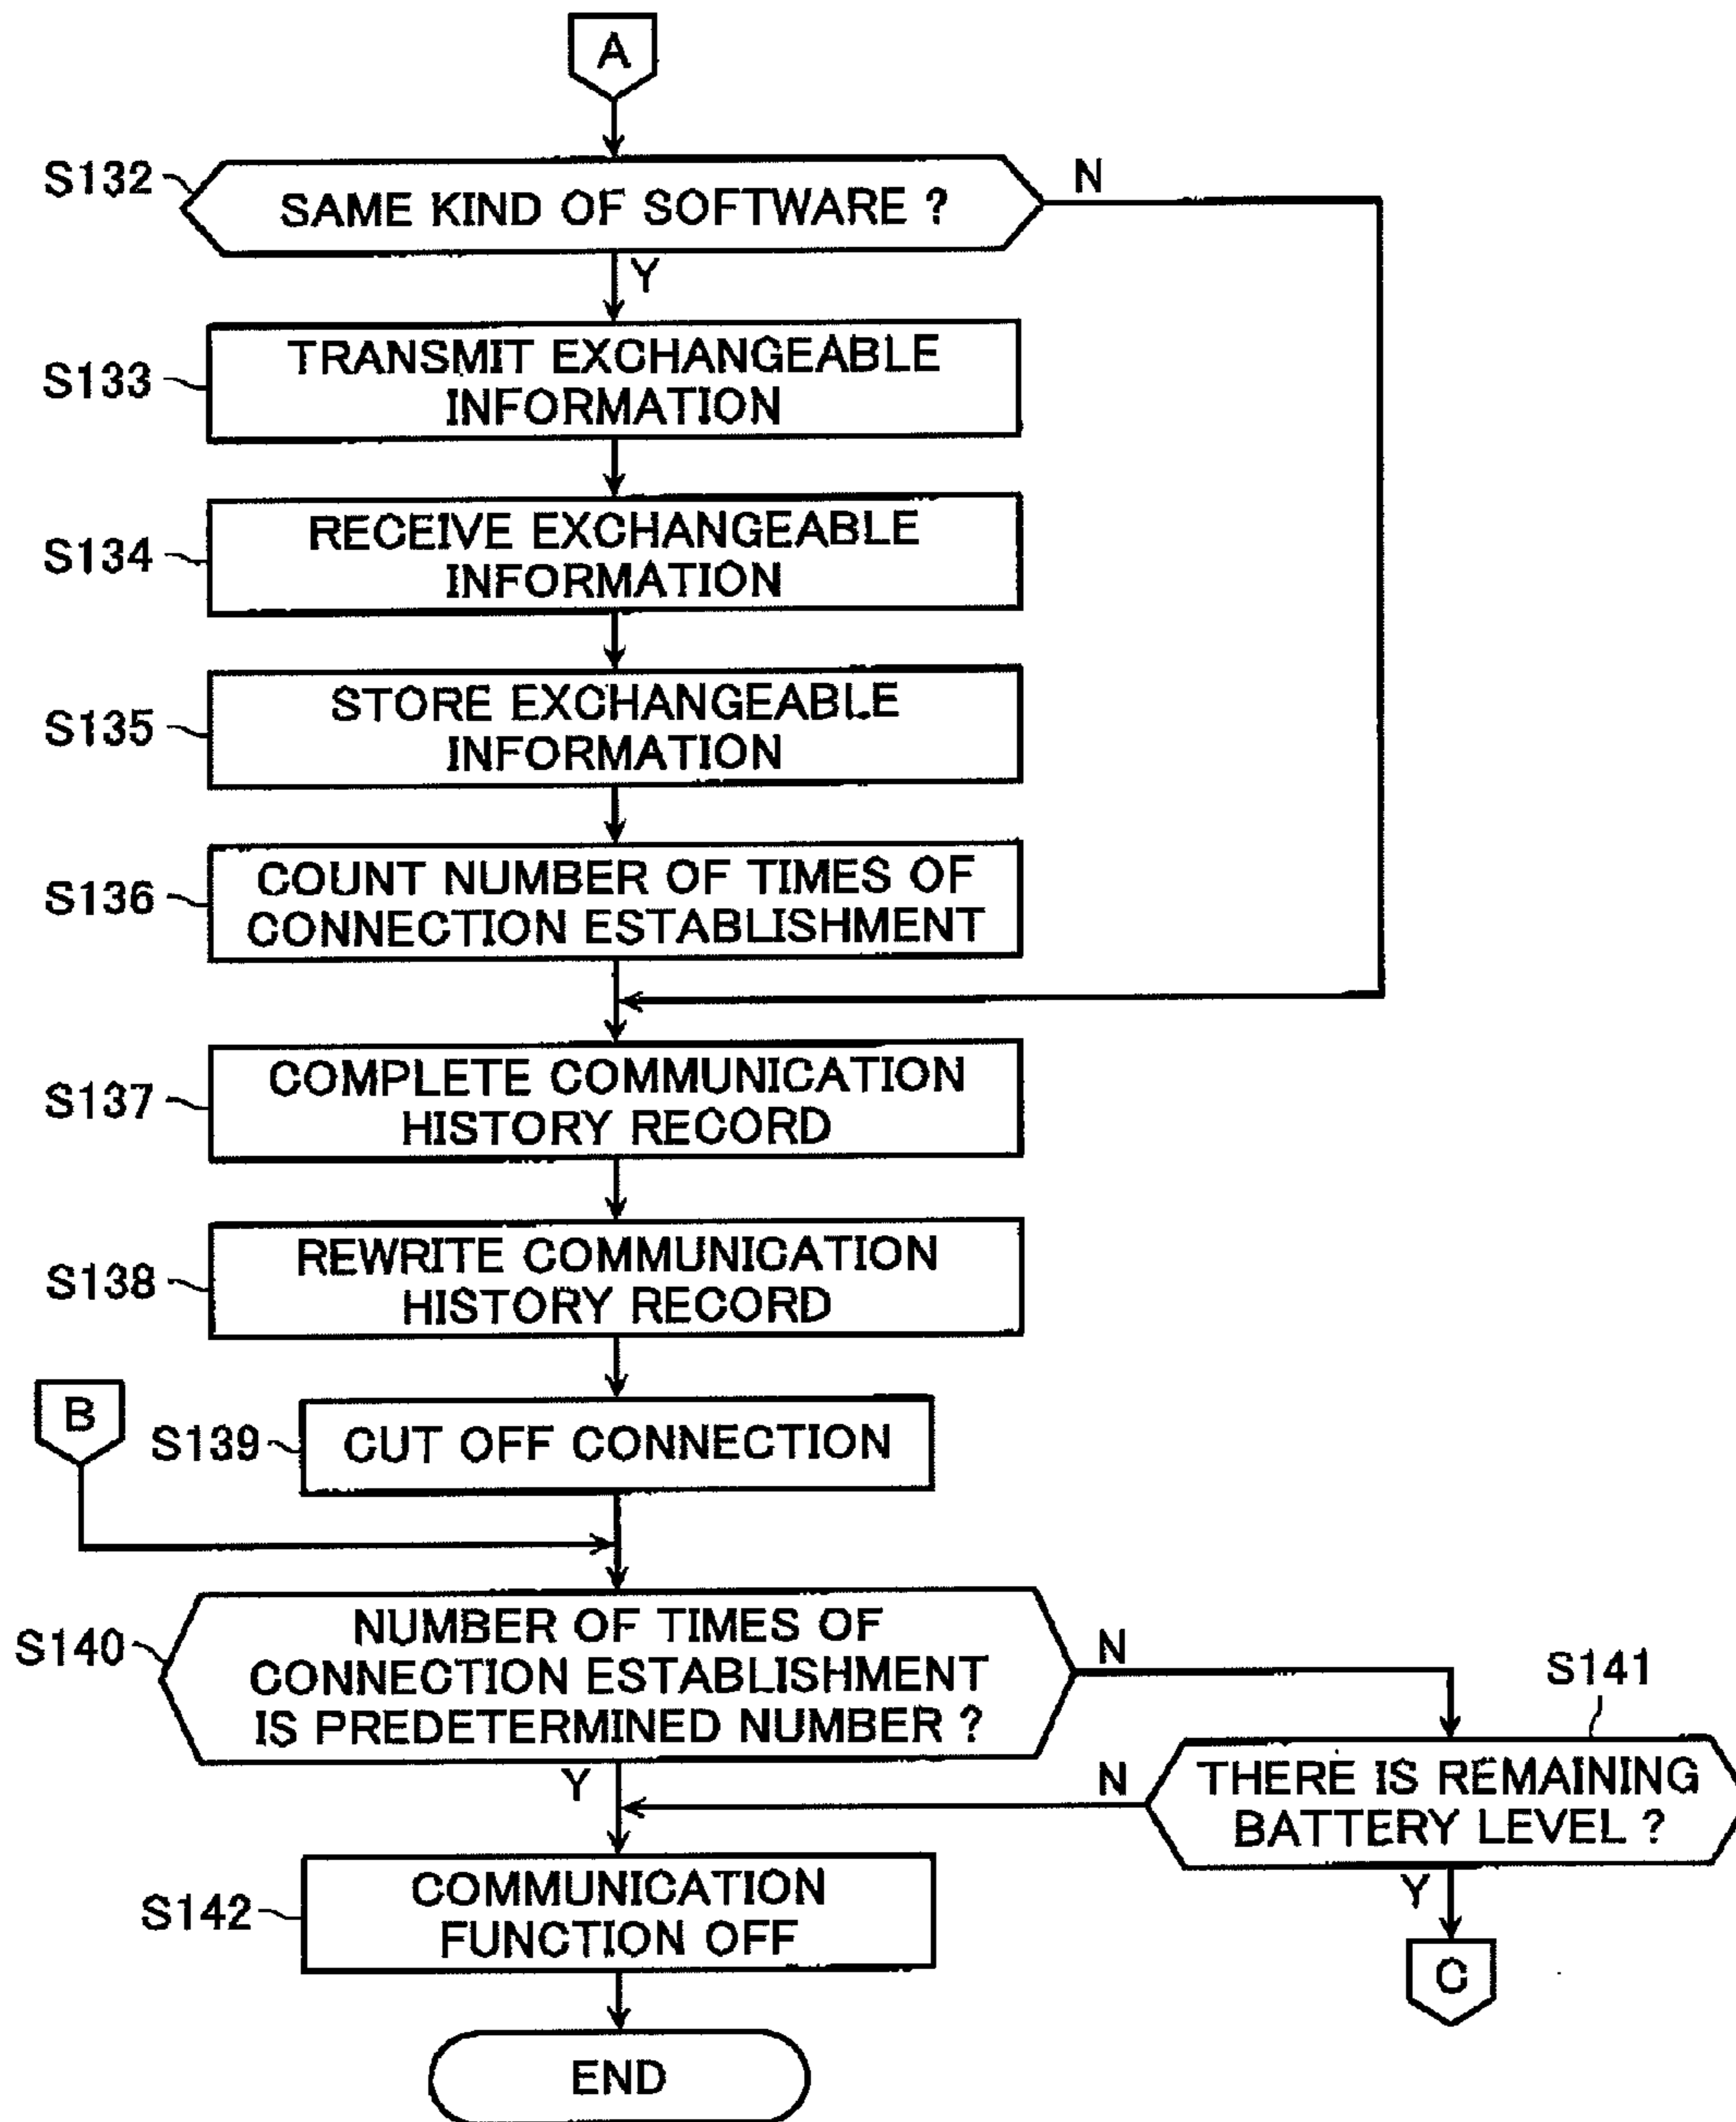 A
S132
SAME KIND OF SOFTWARE ?
N
Y
S133
TRANSMIT EXCHANGEABLE
INFORMATION
S134
RECEIVE EXCHANGEABLE
INFORMATION
S135
STORE EXCHANGEABLE
INFORMATION
S136
COUNT NUMBER OF TIMES OF
CONNECTION ESTABLISHMENT
S137
COMPLETE COMMUNICATION
HISTORY RECORD
S138
REWRITE COMMUNICATION
HISTORY RECORD
B
S139
CUT OFF CONNECTION
S140
NUMBER OF TIMES OF
CONNECTION ESTABLISHMENT
IS PREDETERMINED NUMBER ?
N
S141
THERE IS REMAINING
BATTERY LEVEL ?
N
Y
Y
S142
COMMUNICATION
FUNCTION OFF
C
END